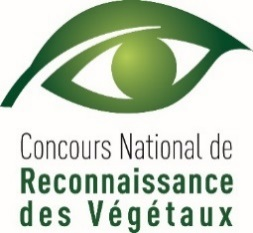 Concours National de
Reconnaissance
des Végétaux